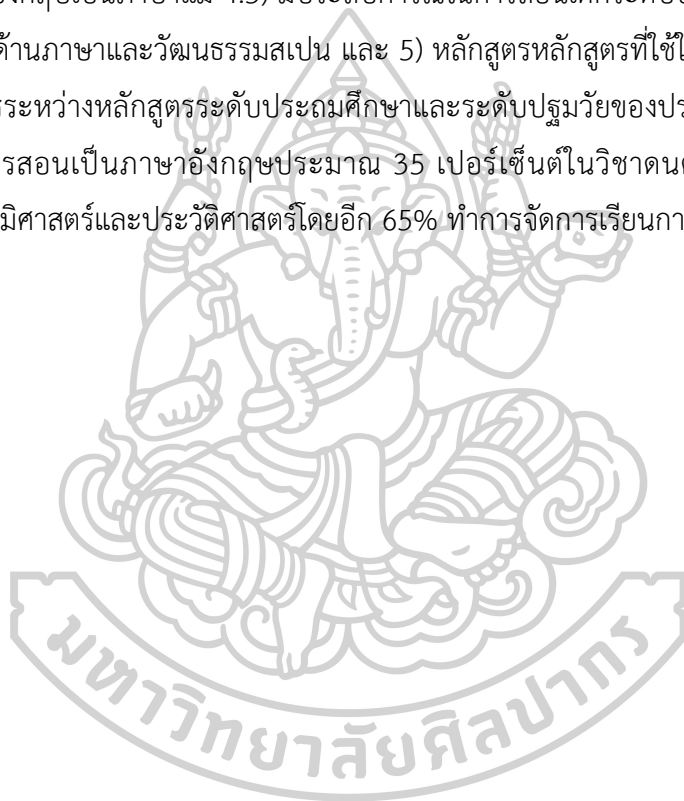 ด้านภาษาและวัฒนธรรมสเปน และ 5) หลักสูตรหลักสูตรที่ใช้ใ
ระหว่างหลักสูตรระดับประถมศึกษาและระดับปฐมวัยของประ
ารสอนเป็นภาษาอังกฤษประมาณ 35 เปอร์เซ็นต์ในวิชาดนต
มิศาสตร์และประวัติศาสตร์โดยอีก 65% ทำการจัดการเรียนกา
มหาวิทยาลัยศิลปากร